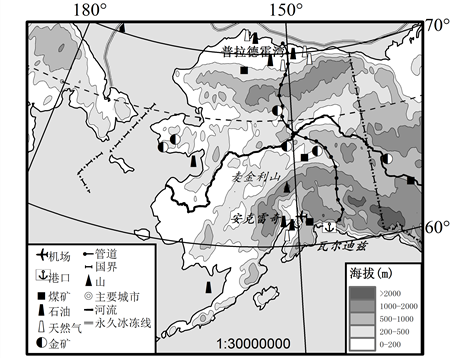 180°
150°
70°
普拉德霍湾
麦金利山
安克雷奇
瓦尔迪兹
60°
机场
港口
煤矿
石油
天然气
金矿
管道
国界
山
主要城市
河流
永久冰冻线
1:30000000
海拔(m)
>2000
1000-2000
500-1000
200-500
0-200